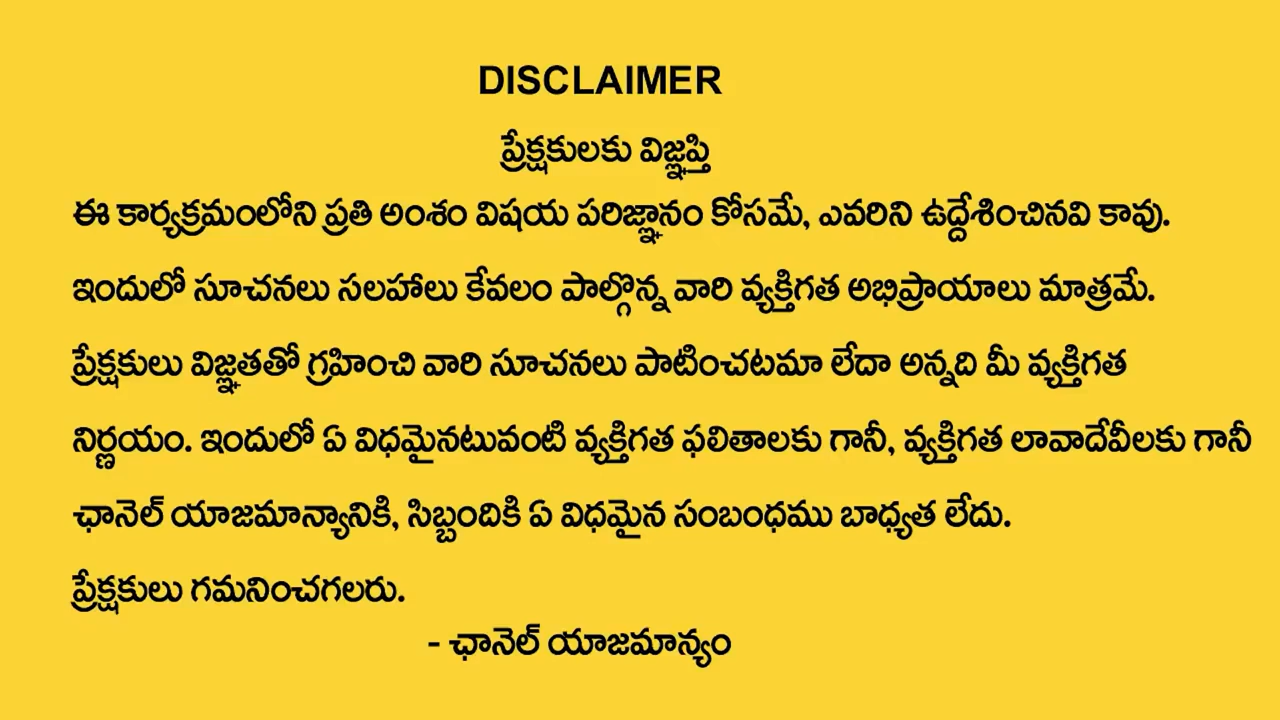 DISCLAIMER
ప్రేక్షకులకు విజ్ఞప్తి
ఈ కార్యక్రమంలోని ప్రతి అంశం విషయ పరిజ్ఞానం కోసమే, ఎవరిని ఉద్దేశించినవి కావు.
ఇందులో సూచనలు సలహాలు కేవలం పాల్గొన్న వారి వ్యక్తిగత అభిప్రాయాలు మాత్రమే.
ప్రేక్షకులు విజ్ఞతతో గ్రహించి వారి సూచనలు పాటించటమా లేదా అన్నది మీ వ్యక్తిగత
నిర్ణయం. ఇందులో ఏ విధమైనటువంటి వ్యక్తిగత ఫలితాలకు గానీ, వ్యక్తిగత లావాదేవీలకు గానీ
ఛానెల్ యాజమాన్యానికి, సిబ్బందికి ఏ విధమైన సంబంధము బాధ్యత లేదు.
ప్రేక్షకులు గమనించగలరు.
- ఛానెల్ యాజమాన్యం